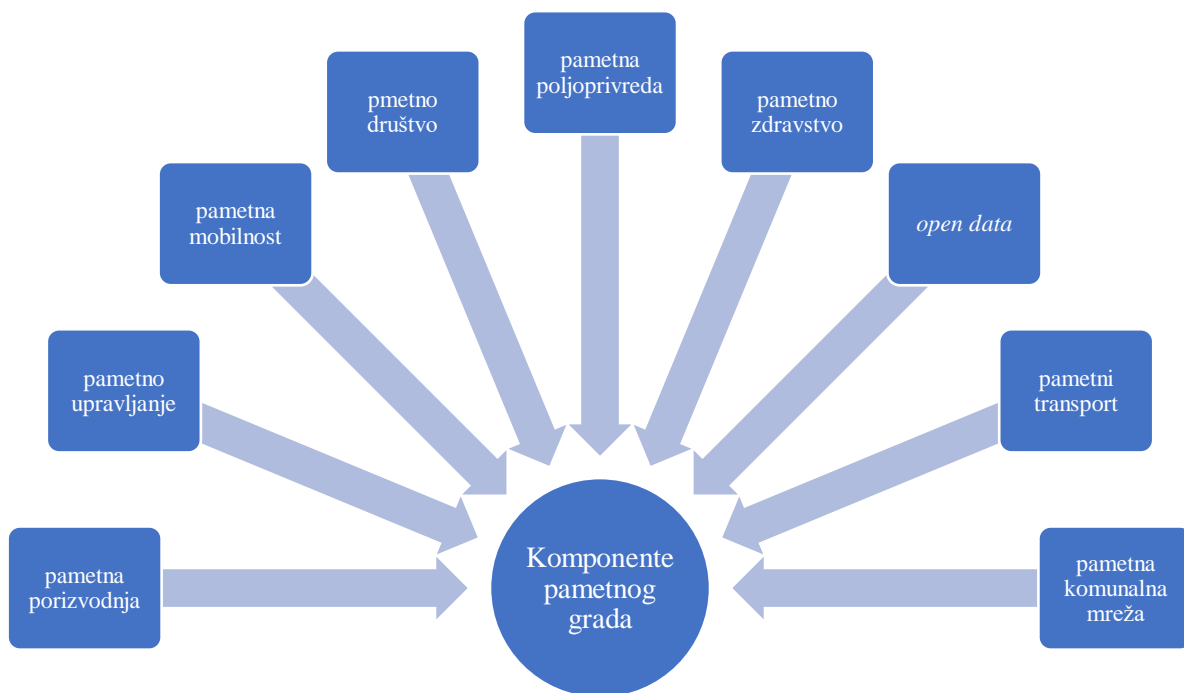 pametna
poljoprivreda
pmetno
društvo
pametno
zdravstvo
pametna
mobilnost
open data
pametno
upravljanje
pametni
transport
pametna
porizvodnja
Komponente
pametnog
grada
pametna
komunalna
mreža